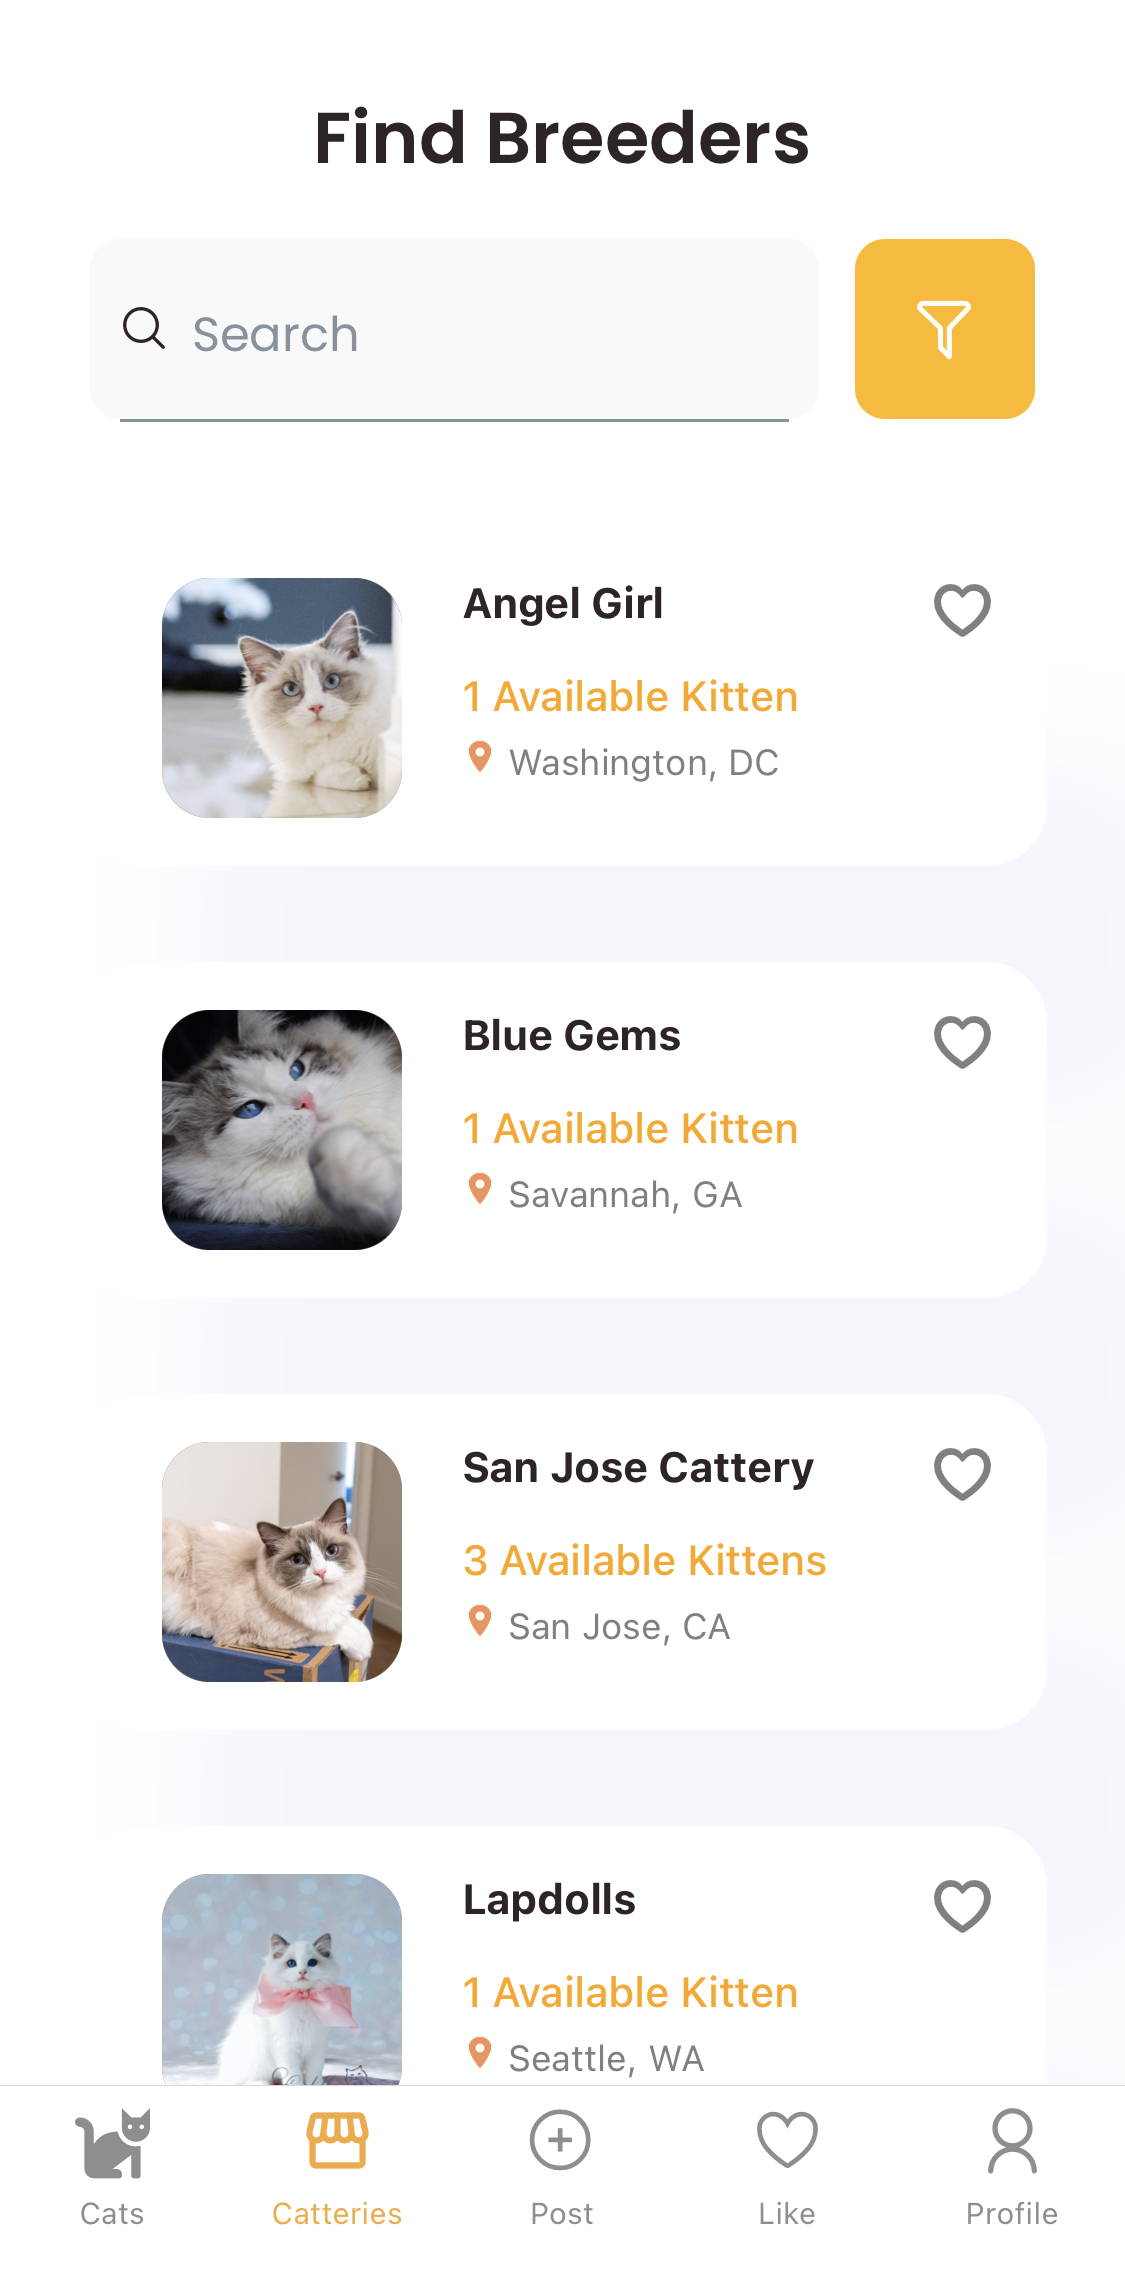 Find Breeders
Search
Angel Girl
1 Available Kitten
Washington, DC
Blue Gems
1 Available Kitten
Savannah, GA
San Jose Cattery
3 Available Kittens
San Jose, CA
Lapdolls
1 Available Kitten
Seattle, WA
Cats
Catteries
Post
Like
Profile